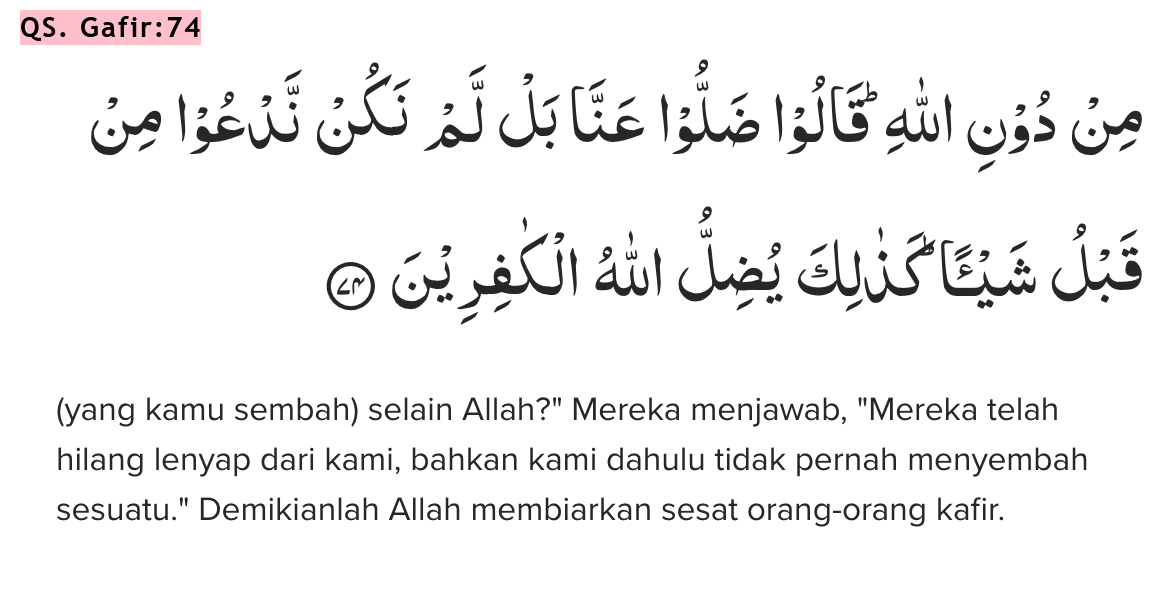 QS. Gafir:74
مِنْ دُوْنِ اللّٰهِ ۗقَالُوْا ضَلُّوْا عَنَّا بَلْ لَّمْ نَكُنْ نَّدْعُوْا مِنْ
قَبْلُ شَيْـًٔاۗ كَذٰلِكَ يُضِلُّ اللّٰهُ الْكٰفِرِيْنَ ٧٤
(yang kamu sembah) selain Allah?" Mereka menjawab, "Mereka telah
hilang lenyap dari kami, bahkan kami dahulu tidak pernah menyembah
sesuatu." Demikianlah Allah membiarkan sesat orang-orang kafir.